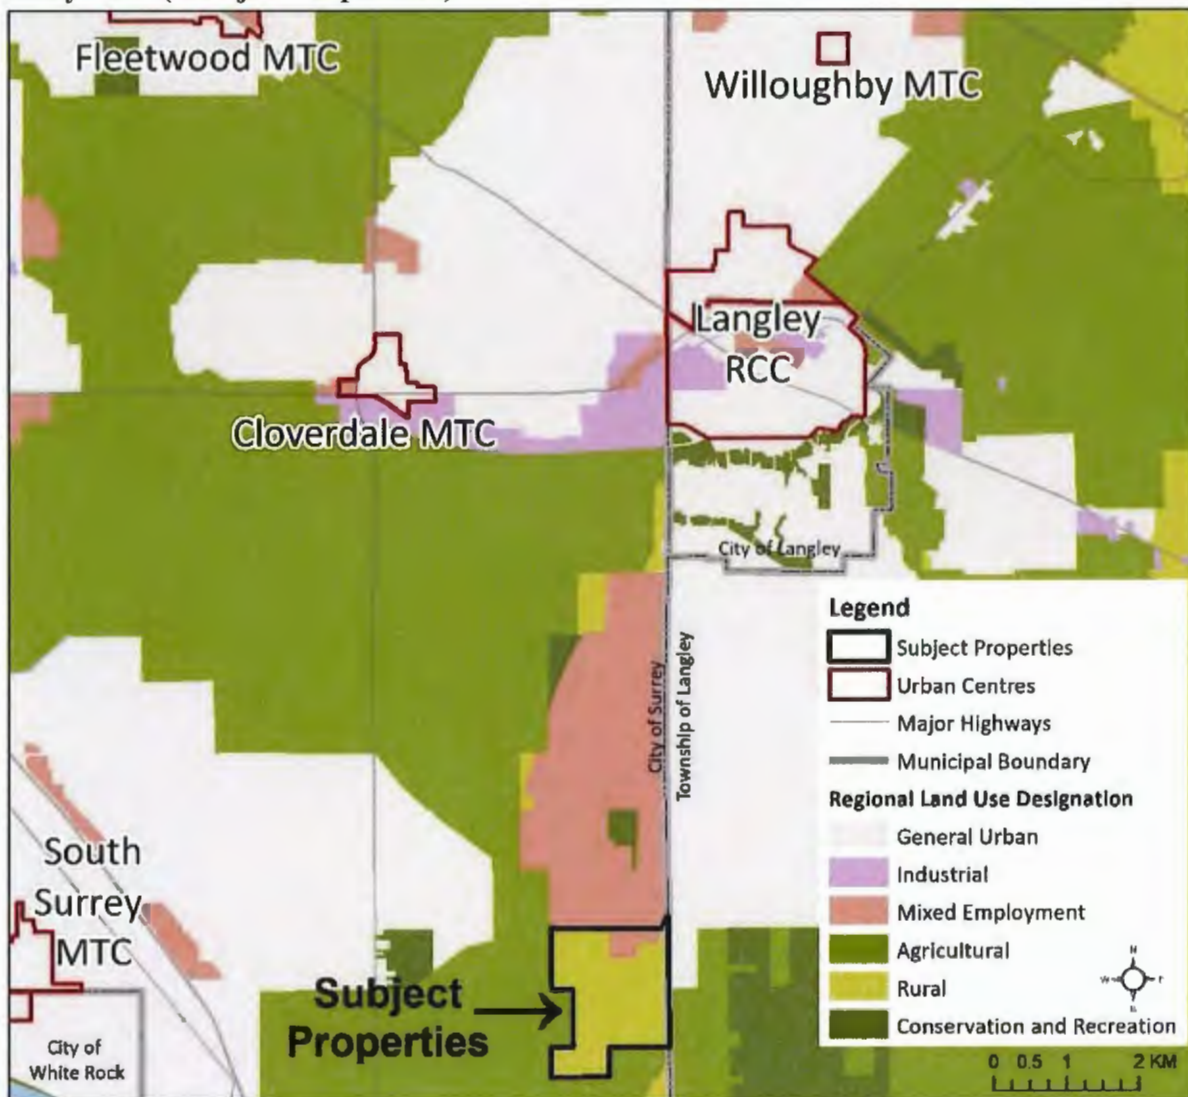 Fleetwood MTC
Willoughby MTC
Langley
RCC
Cloverdale MTC
City of Langley
City of Surrey
Township of Langley
South
Surrey
MTC
City of
White Rock
Subject
Properties
Legend
Subject Properties
Urban Centres
Major Highways
Municipal Boundary
Regional Land Use Designation
General Urban
Industrial
Mixed Employment
Agricultural
Rural
Conservation and Recreation
N
0 0.5 1 2 KM